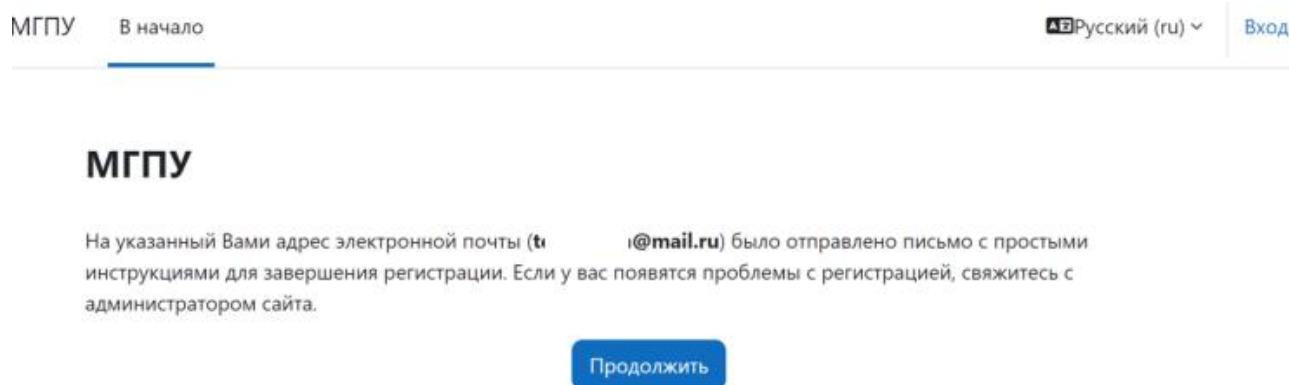 МГПУ В начало Русский (ru) Вход
МГПУ
На указанный Вами адрес электронной почты (@mail.ru) было отправлено письмо с простыми
инструкциями для завершения регистрации. Если у вас появятся проблемы с регистрацией, свяжитесь с
администратором сайта.
Продолжить